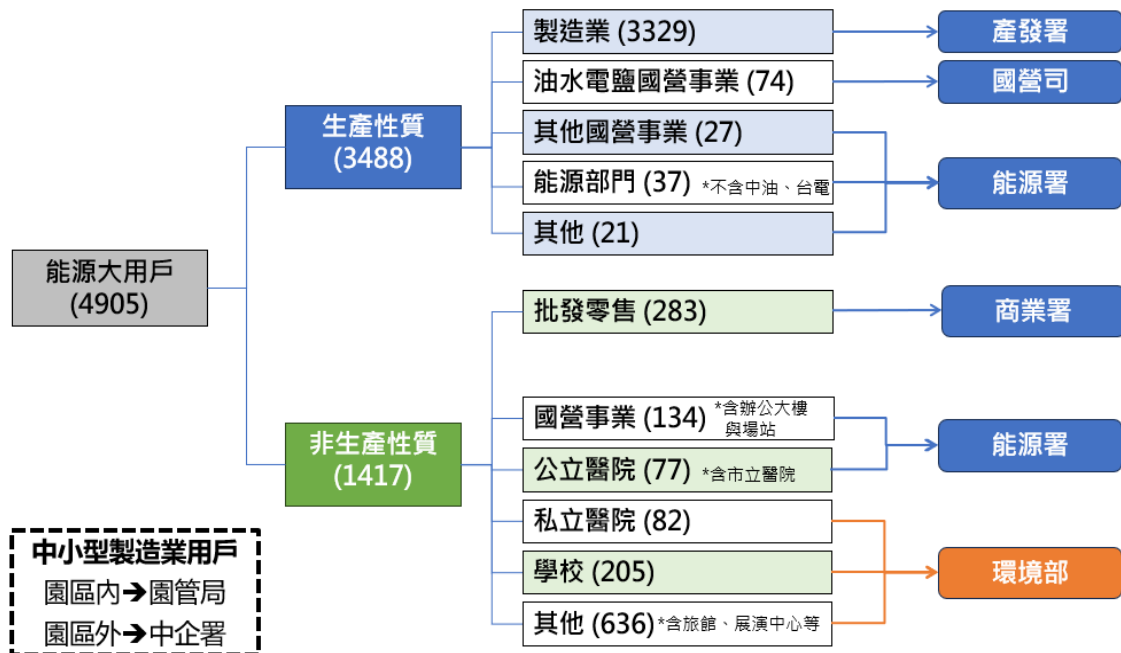 能源大用戶
(4905)
生產性質
(3488)
製造業 (3329)
產發署
油水電鹽國營事業 (74)
國營司
其他國營事業 (27)
能源部門 (37) *不含中油、台電
其他 (21)
能源署
非生產性質
(1417)
批發零售 (283)
商業署
國營事業 (134) *含辦公大樓
與場站
公立醫院 (77) *含市立醫院
能源署
私立醫院 (82)
學校 (205)
其他 (636) *含旅館、展演中心等
環境部
中小型製造業用戶
園區內➔園管局
園區外➔中企署